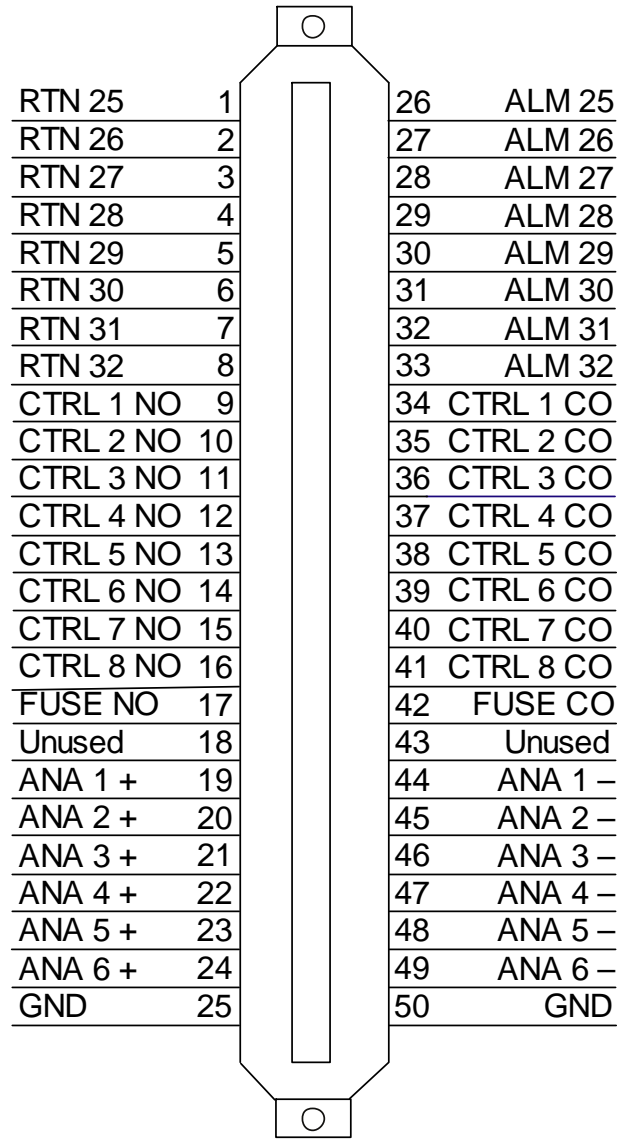 RTN 25 1 26 ALM 25
RTN 26 2 27 ALM 26
RTN 27 3 28 ALM 27
RTN 28 4 29 ALM 28
RTN 29 5 30 ALM 29
RTN 30 6 31 ALM 30
RTN 31 7 32 ALM 31
RTN 32 8 33 ALM 32
CTRL 1 NO 9 34 CTRL 1 CO
CTRL 2 NO 10 35 CTRL 2 CO
CTRL 3 NO 11 36 CTRL 3 CO
CTRL 4 NO 12 37 CTRL 4 CO
CTRL 5 NO 13 38 CTRL 5 CO
CTRL 6 NO 14 39 CTRL 6 CO
CTRL 7 NO 15 40 CTRL 7 CO
CTRL 8 NO 16 41 CTRL 8 CO
FUSE NO 17 42 FUSE CO
Unused 18 43 Unused
ANA 1 + 19 44 ANA 1 –
ANA 2 + 20 45 ANA 2 –
ANA 3 + 21 46 ANA 3 –
ANA 4 + 22 47 ANA 4 –
ANA 5 + 23 48 ANA 5 –
ANA 6 + 24 49 ANA 6 –
GND 25 50 GND